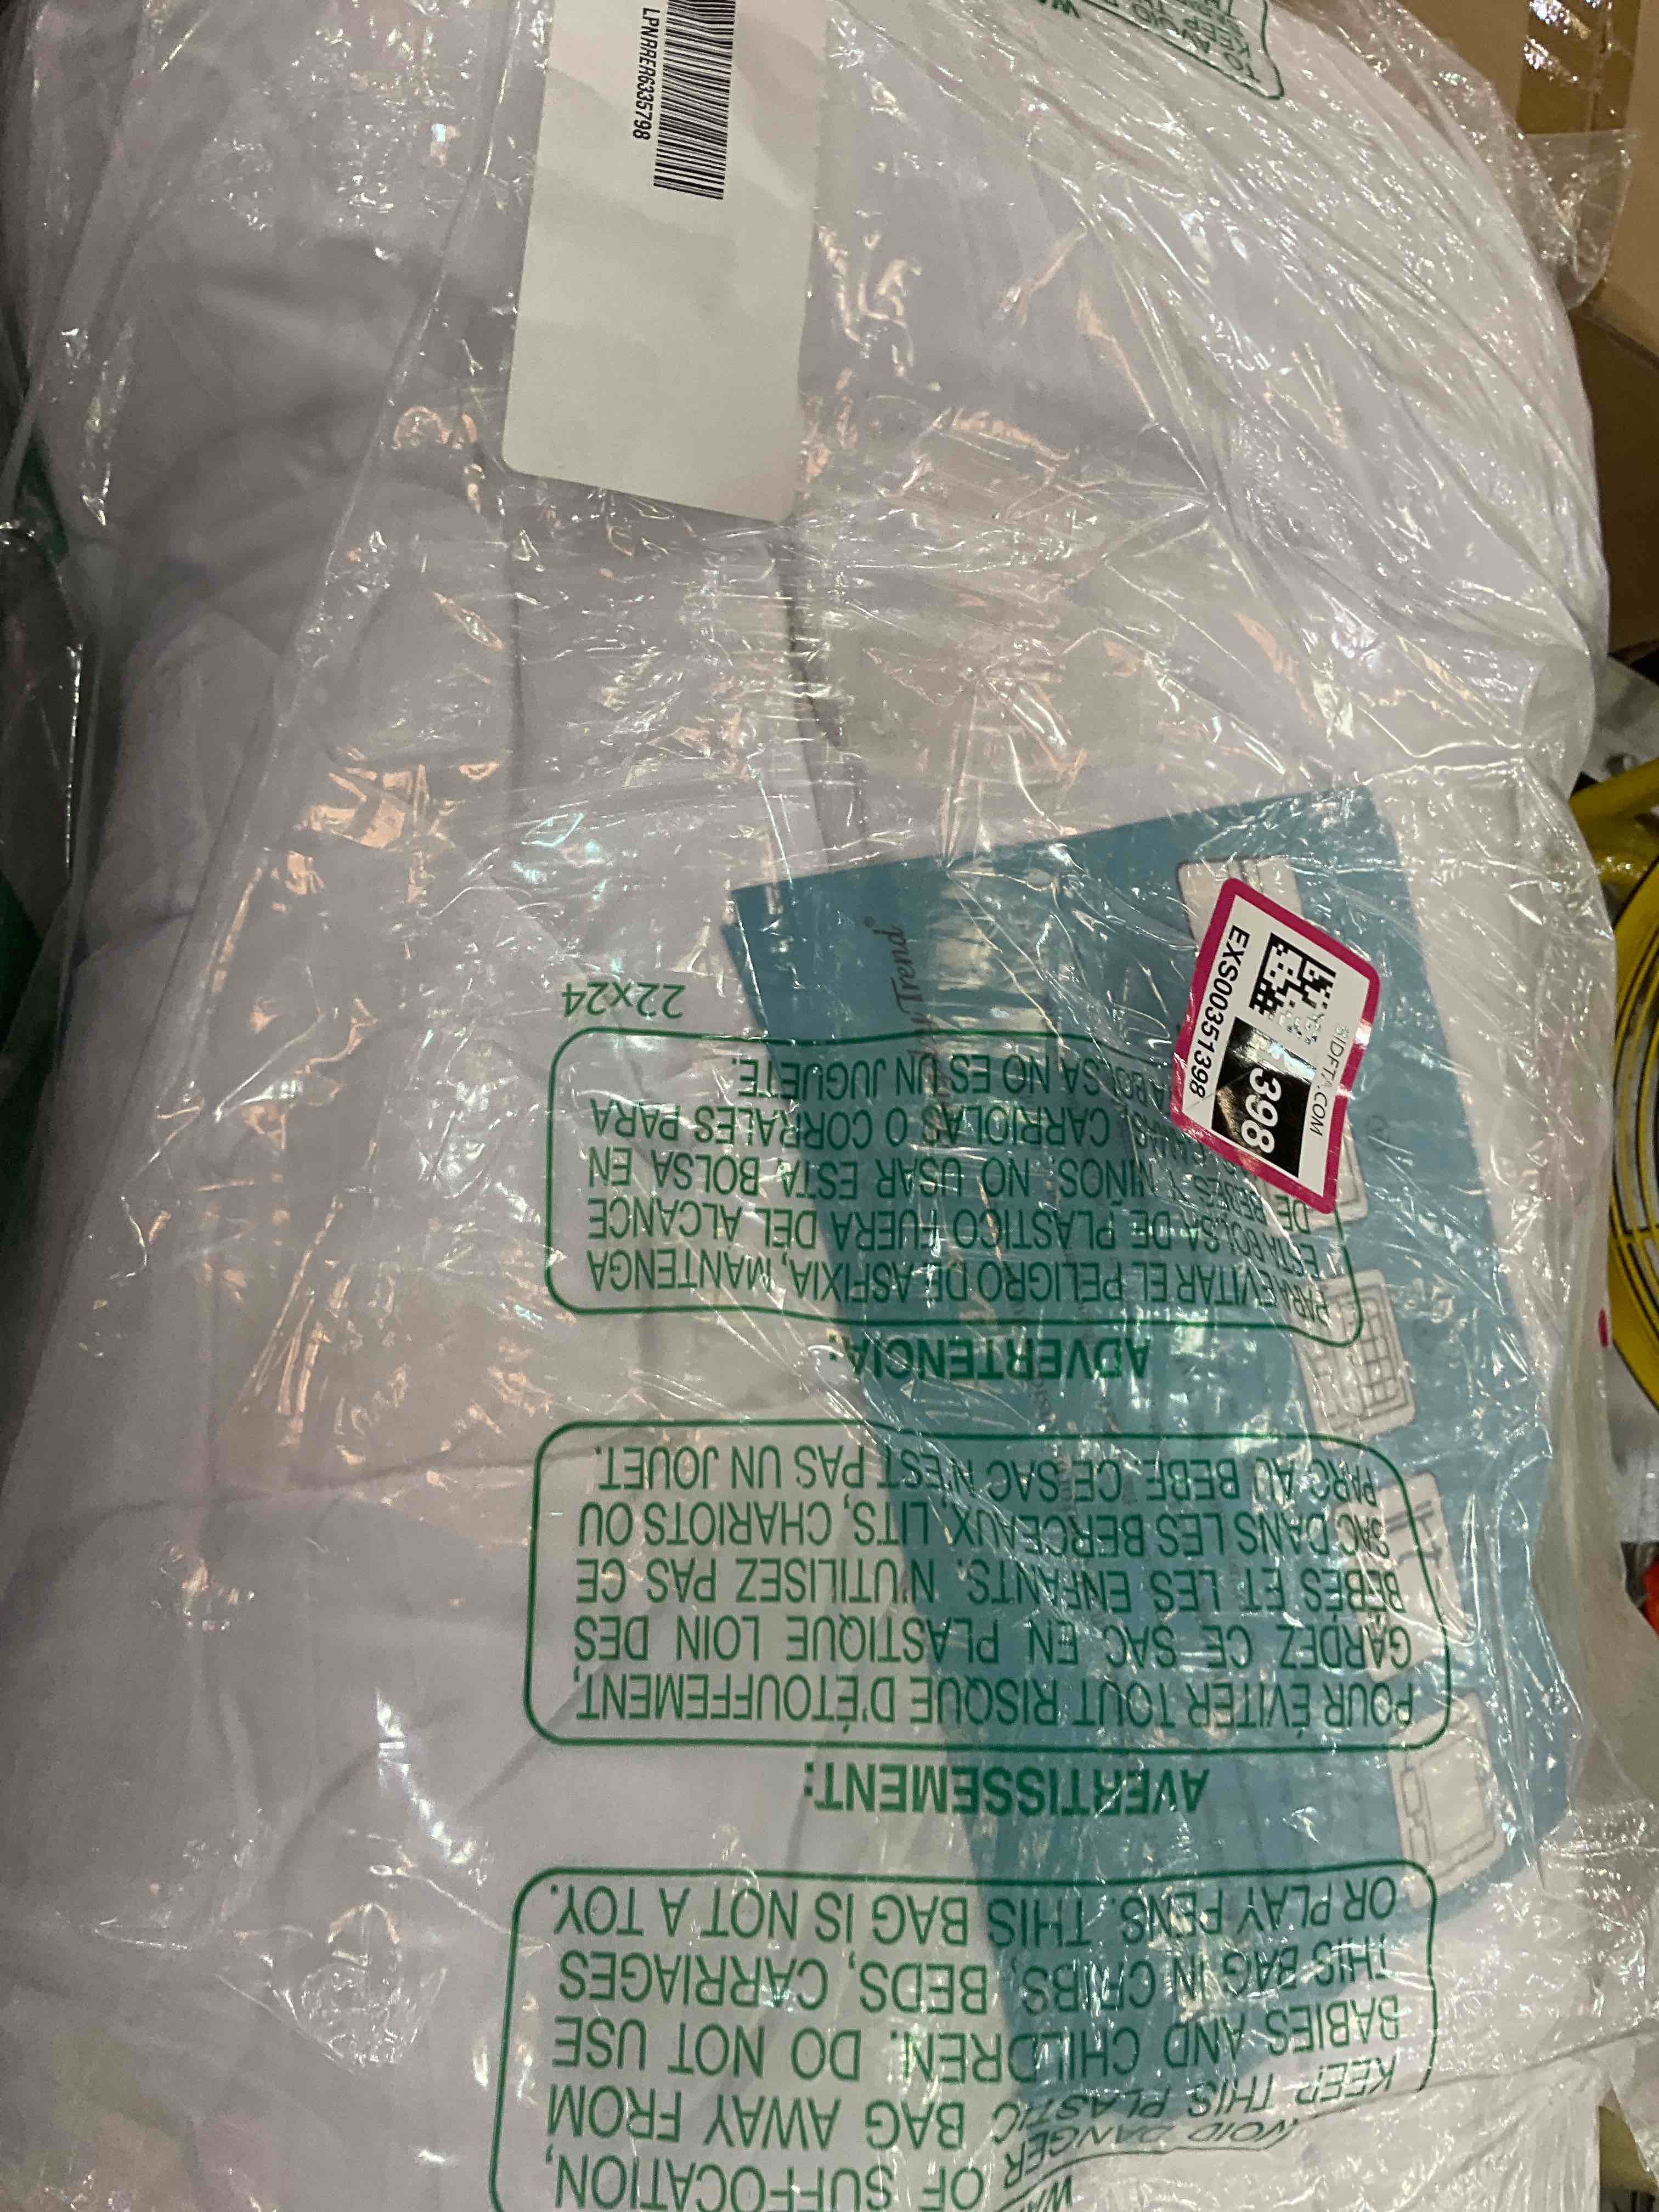 LPNRRER6335798
OF SUFFOCATION,
KEEP THIS PLASTIC BAG AWAY FROM
BABIES AND CHILDREN. DO NOT USE
THIS BAG IN CRIBS, BEDS, CARRIAGES
OR PLAY PENS. THIS BAG IS NOT A TOY.
AVERTISSEMENT:
POUR ÉVITER TOUT RISQUE D'ÉTOUFFEMENT,
GARDEZ CE SAC EN PLASTIQUE LOIN DES
BÉBÉS ET LES ENFANTS. N'UTILISEZ PAS CE
SAC DANS LES BERCEAUX, LITS, CHARIOTS OU
PARC AU BEBE. CE SAC N'EST PAS UN JOUET.
ADVERTENCIA:
PARA EVITAR EL PELIGRO DE ASFIXIA, MANTENGA
ESTA BOLSA DE PLASTICO FUERA DEL ALCANCE
DE BEBES Y NIÑOS. NO USAR ESTA BOLSA EN
CARRIOLAS O CORRALES PARA
BOLSA NO ES UN JUGUETE.
22x24
Trend®
EXS00351398
398
BIDFTA.COM